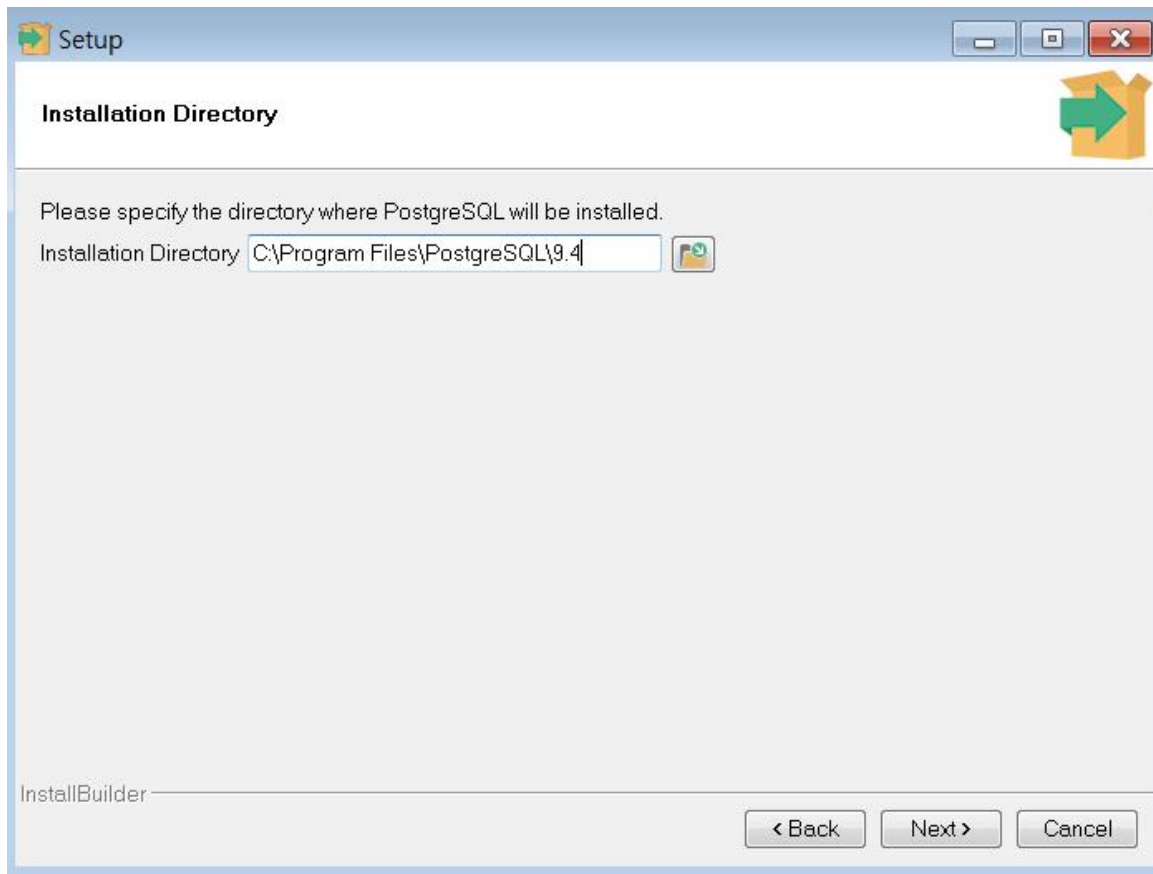 Setup
Installation Directory
Please specify the directory where PostgreSQL will be installed.
Installation Directory C:\Program Files\PostgreSQL\9.4
InstallBuilder
< Back Next > Cancel